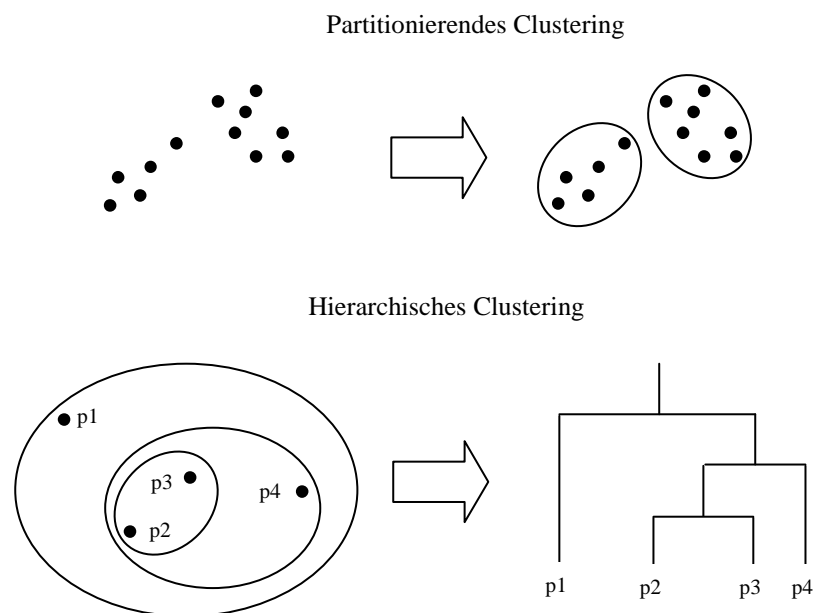 Partitionierendes Clustering
Hierarchisches Clustering
p1
p3
p4
p2
p1 p2 p3 p4